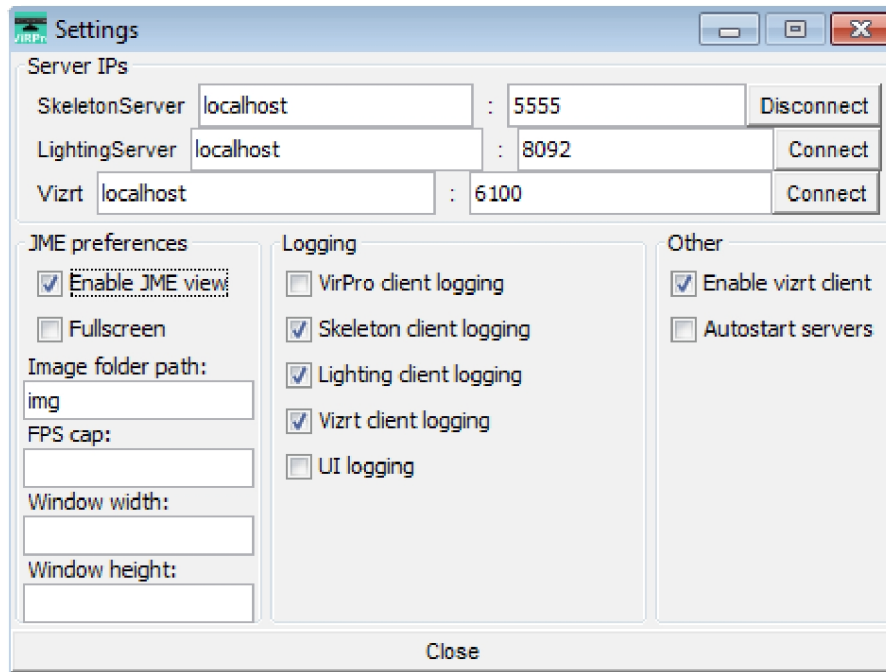 VIRPr
Settings
Server IPs
SkeletonServer localhost : 5555 Disconnect
LightingServer localhost : 8092 Connect
Vizrt localhost : 6100 Connect
JME preferences
Enable JME view
Fullscreen
Image folder path:
img
FPS cap:
Window width:
Window height:
Logging
VirPro client logging
Skeleton client logging
Lighting client logging
Vizrt client logging
UI logging
Other
Enable vizrt client
Autostart servers
Close